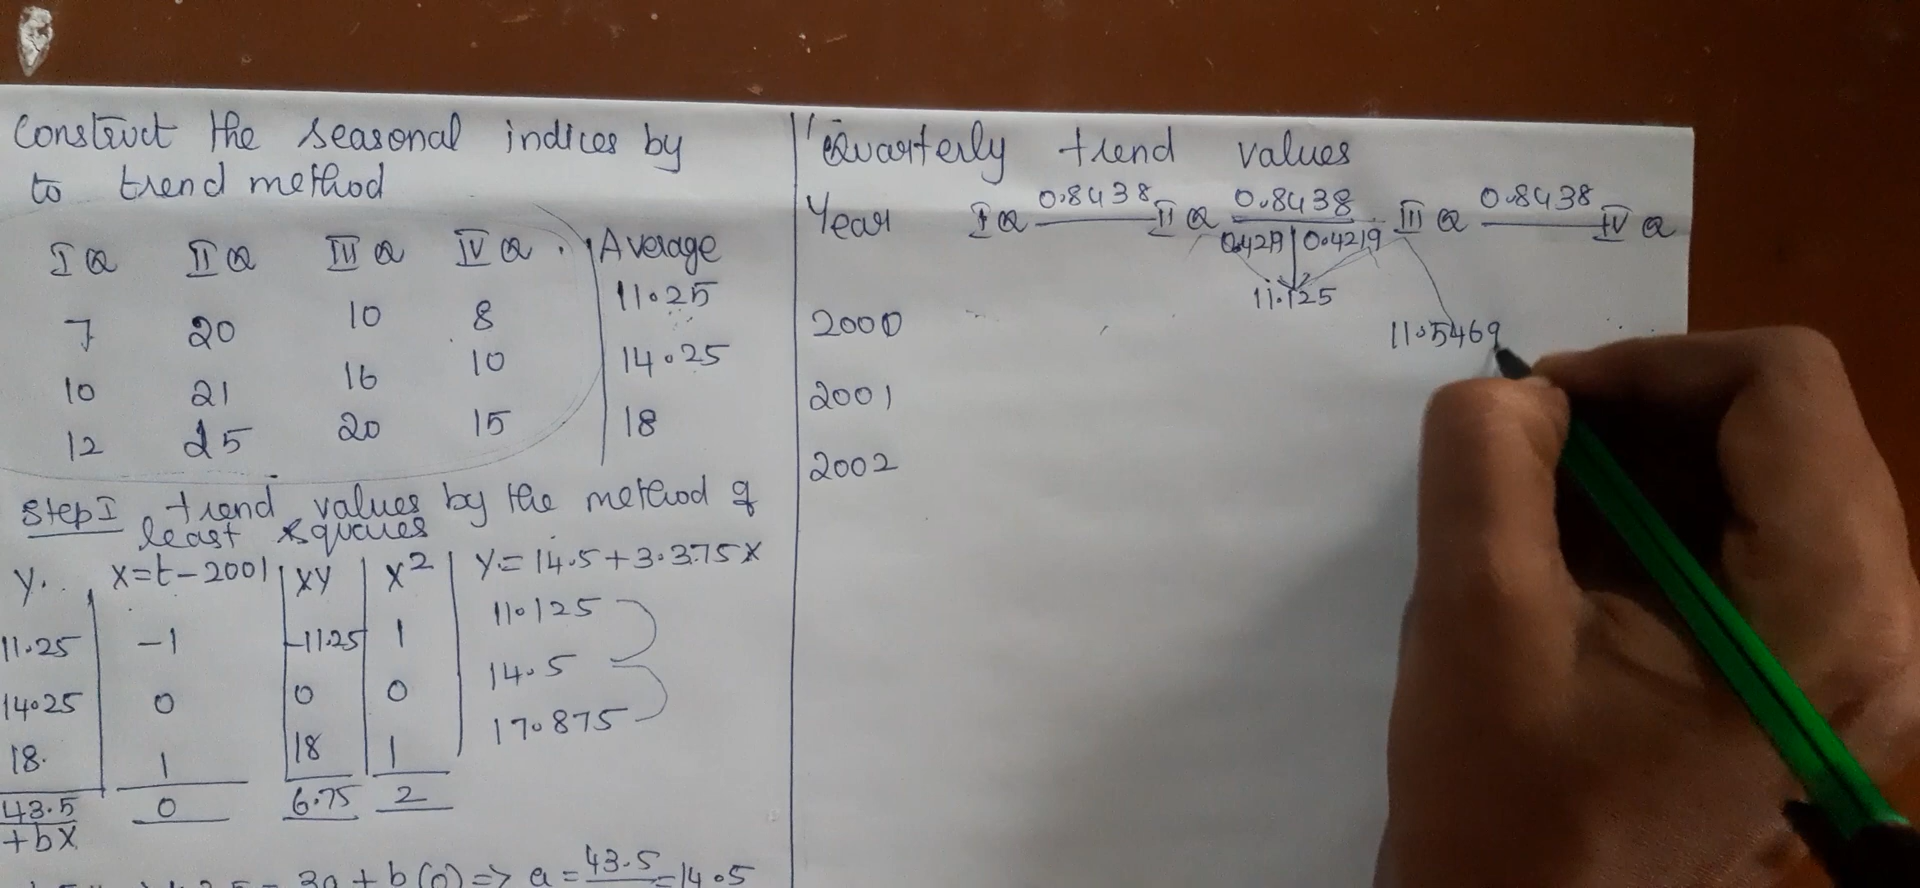 Construct the seasonal indices by
to trend method
I Q II Q III Q IV Q Average
7 20 10 8 11.25
10 21 16 10 14.25
12 25 20 15 18
Step I trend values by the method of
least squares
y. X=t-2001 XY X² Y=14.5+3.375X
11.25 -1 -11.25 1 11.125
14.25 0 0 0 14.5
18. 1 18 1 17.875
43.5 0 6.75 2
+bX
3a+b(0)=> a=43.5 =14.5
Quarterly trend values
Year I Q 0.8438 II Q 0.8438 III Q 0.8438 IV Q
0.4219 0.4219
11.125
2000 11.5469
2001
2002